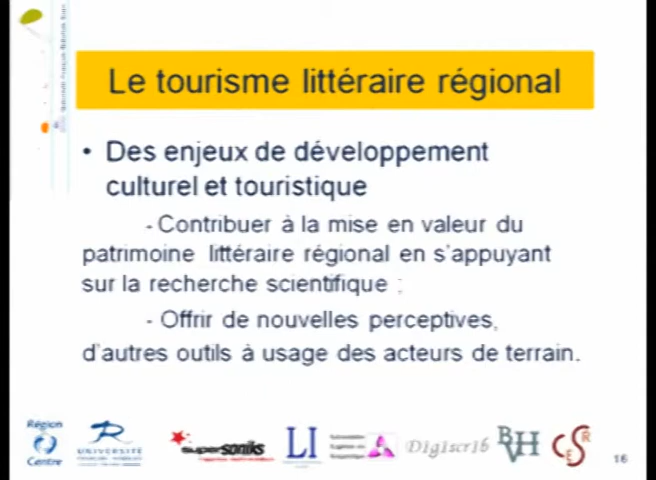 Le tourisme littéraire régional
• Des enjeux de développement
culturel et touristique
- Contribuer à la mise en valeur du
patrimoine littéraire régional en s'appuyant
sur la recherche scientifique ;
- Offrir de nouvelles perceptives,
d'autres outils à usage des acteurs de terrain.
Région
Centre
UNIVERSITÉ
supersoniks
LI
Digiscrib
BVH
CESR
16